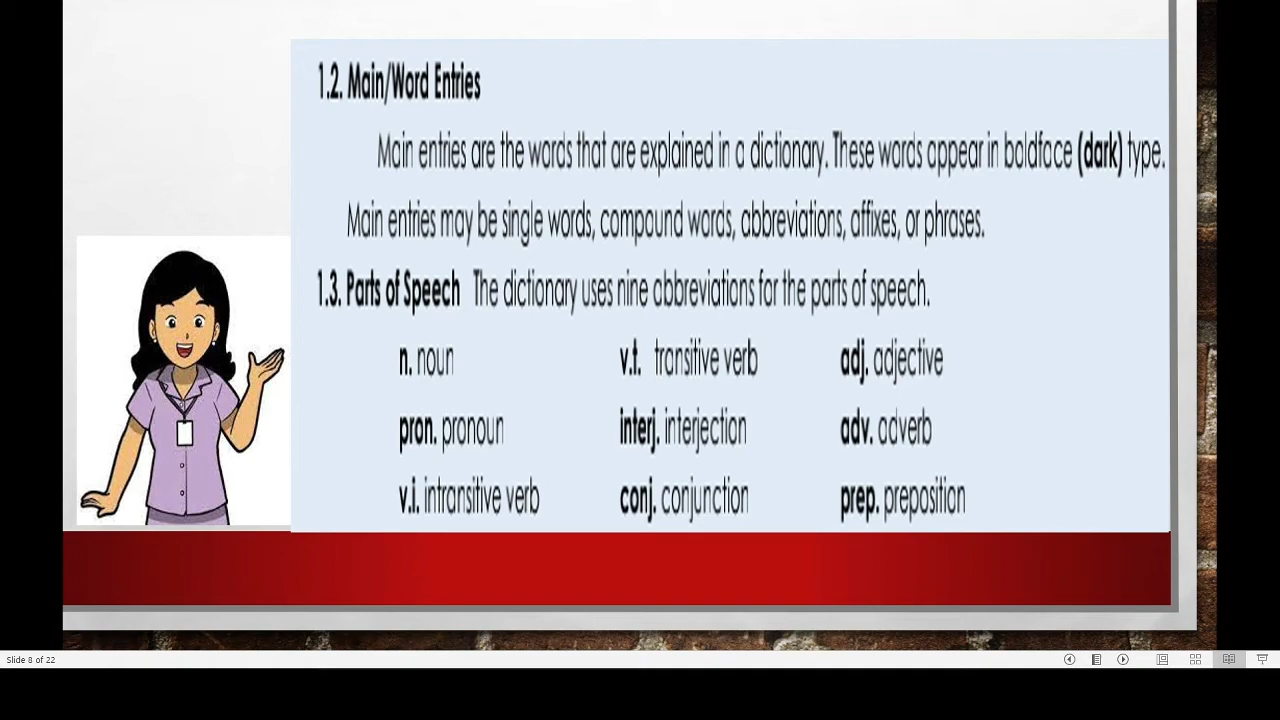 1.2. Main/Word Entries
Main entries are the words that are explained in a dictionary. These words appear in boldface (dark) type.
Main entries may be single words, compound words, abbreviations, affixes, or phrases.
1.3. Parts of Speech The dictionary uses nine abbreviations for the parts of speech.
n. noun v.t. transitive verb adj. adjective
pron. pronoun interj. interjection adv. adverb
v.i. intransitive verb conj. conjunction prep. preposition
Slide 8 of 22